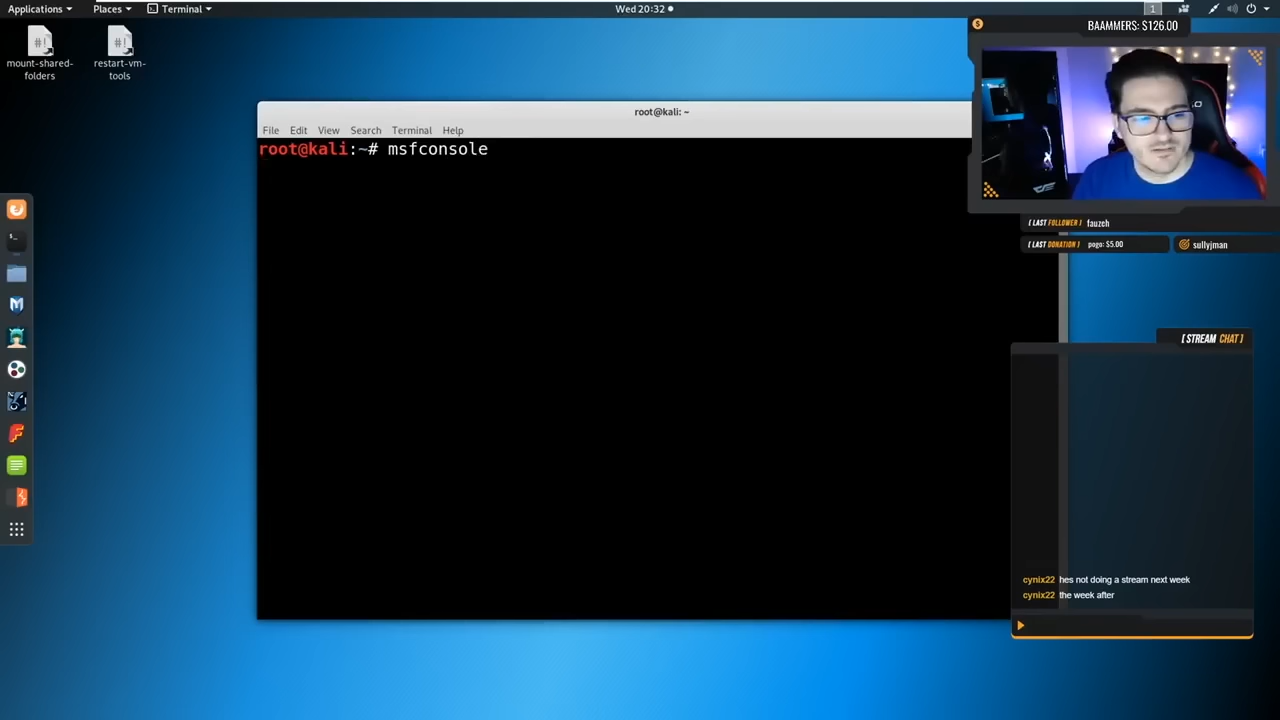 Applications Places Terminal Wed 20:32 1
mount-shared-
folders
restart-vm-
tools
BAAMMERS: $126.00
root@kali: ~
File Edit View Search Terminal Help
root@kali:~# msfconsole
[ LAST FOLLOWER ] fauzeh
[ LAST DONATION ] pogo: $5.00 sullyjman
[ STREAM CHAT ]
cynix22 hes not doing a stream next week
cynix22 the week after